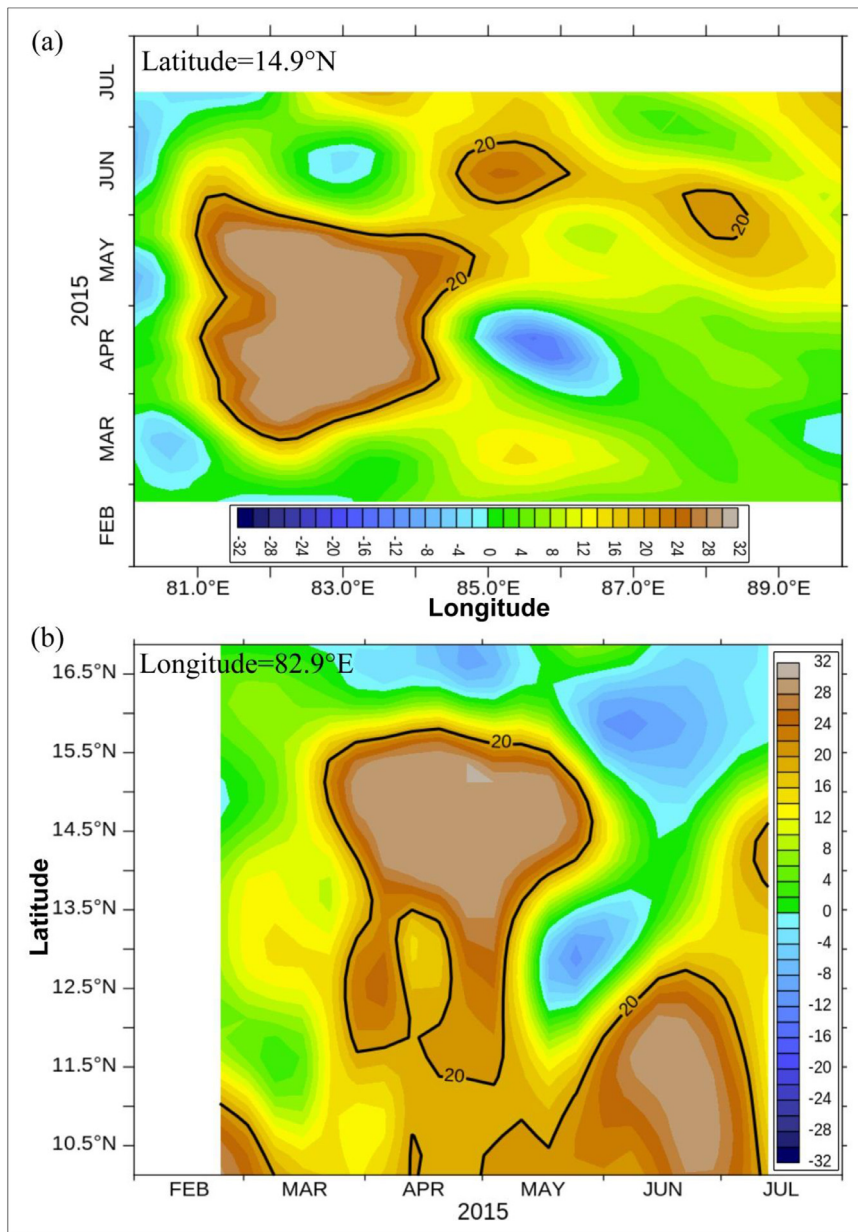 (a)
Latitude=14.9°N
JUL
JUN
MAY
APR
MAR
FEB
2015
20
20
20
-32 -28 -24 -20 -16 -12 -8 -4 0 4 8 12 16 20 24 28 32
81.0°E 83.0°E 85.0°E 87.0°E 89.0°E
Longitude
(b)
Longitude=82.9°E
16.5°N
15.5°N
14.5°N
13.5°N
12.5°N
11.5°N
10.5°N
Latitude
20
20
20
32
28
24
20
16
12
8
4
0
-4
-8
-12
-16
-20
-24
-28
-32
FEB MAR APR MAY JUN JUL
2015